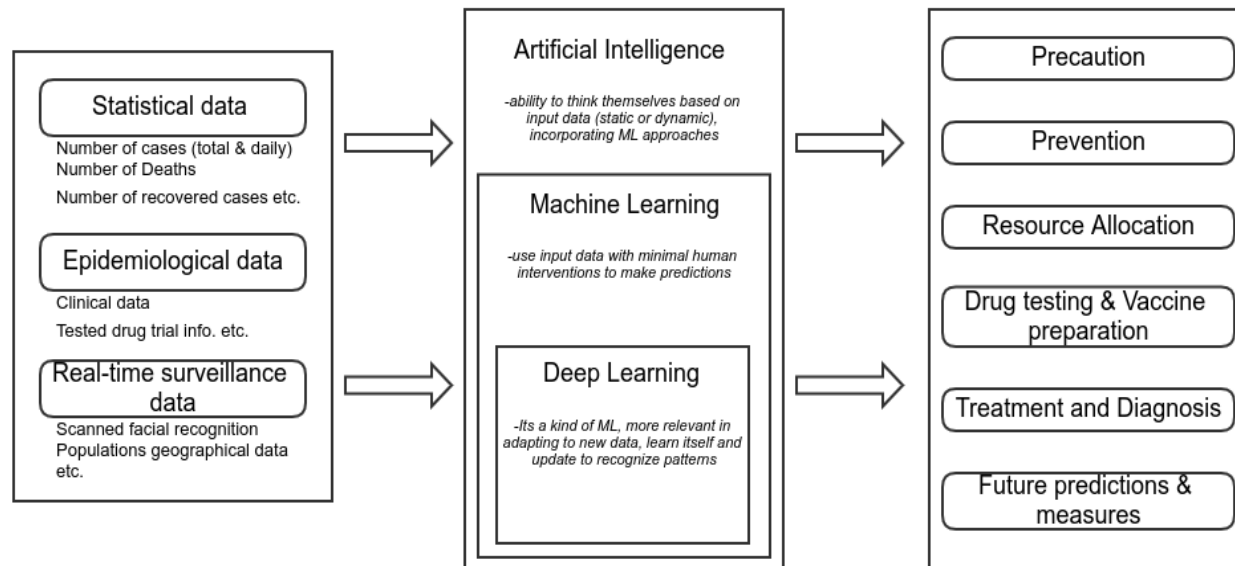 Statistical data
Number of cases (total & daily)
Number of Deaths
Number of recovered cases etc.
Epidemiological data
Clinical data
Tested drug trial info. etc.
Real-time surveillance
data
Scanned facial recognition
Populations geographical data
etc.
Artificial Intelligence
-ability to think themselves based on
input data (static or dynamic),
incorporating ML approaches
Machine Learning
-use input data with minimal human
interventions to make predictions
Deep Learning
-Its a kind of ML, more relevant in
adapting to new data, learn itself and
update to recognize patterns
Precaution
Prevention
Resource Allocation
Drug testing & Vaccine
preparation
Treatment and Diagnosis
Future predictions &
measures